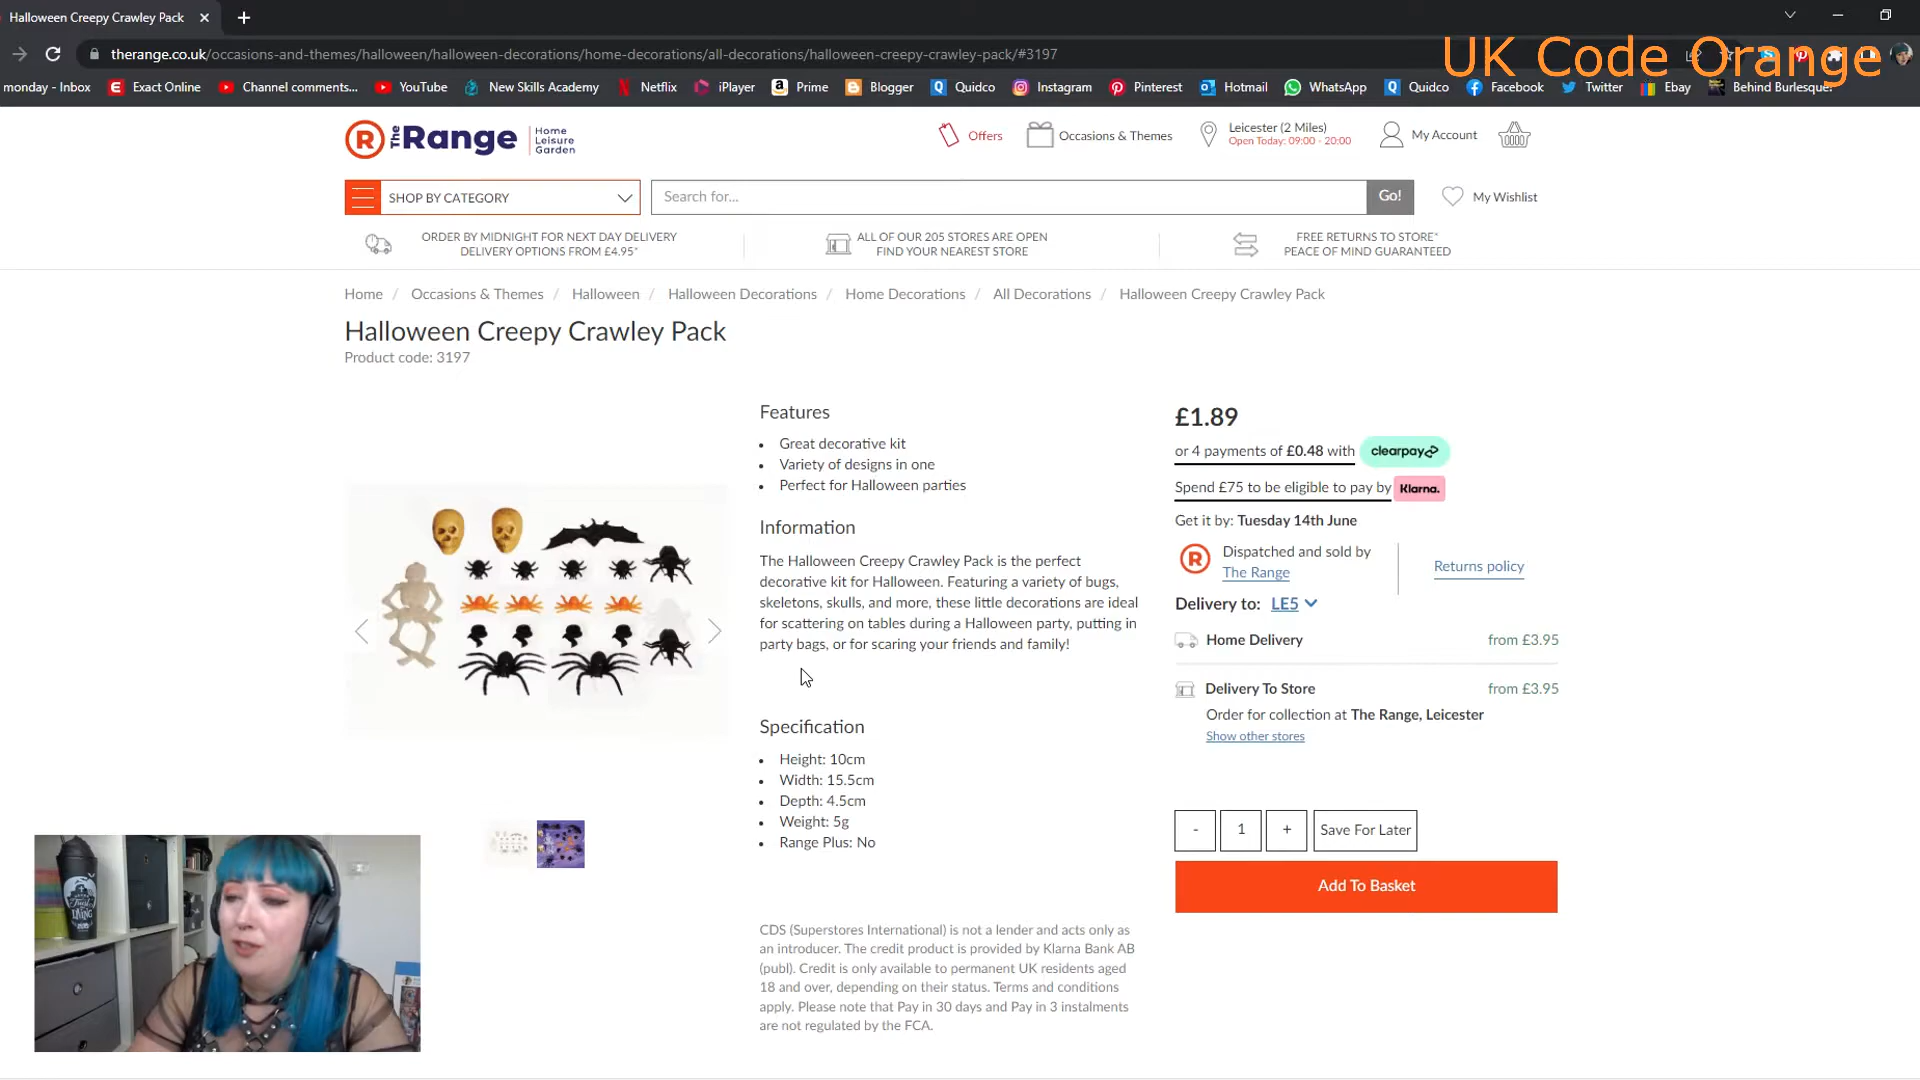 Halloween Creepy Crawley Pack
UK Code Orange
therange.co.uk/occasions-and-themes/halloween/halloween-decorations/home-decorations/all-decorations/halloween-creepy-crawley-pack/#3197
monday - Inbox Exact Online Channel comments... YouTube New Skills Academy Netflix iPlayer Prime Blogger Quidco Instagram Pinterest Hotmail WhatsApp Quidco Facebook Twitter Ebay Behind Burlesque:
R The Range Home Leisure Garden
Offers Occasions & Themes Leicester (2 Miles) My Account
Open Today: 09:00 - 20:00
SHOP BY CATEGORY Search for... Go! My Wishlist
ORDER BY MIDNIGHT FOR NEXT DAY DELIVERY
DELIVERY OPTIONS FROM £4.95*
ALL OF OUR 205 STORES ARE OPEN
FIND YOUR NEAREST STORE
FREE RETURNS TO STORE*
PEACE OF MIND GUARANTEED
Home / Occasions & Themes / Halloween / Halloween Decorations / Home Decorations / All Decorations / Halloween Creepy Crawley Pack
Halloween Creepy Crawley Pack
Product code: 3197
Features
Great decorative kit
Variety of designs in one
Perfect for Halloween parties
Information
The Halloween Creepy Crawley Pack is the perfect
decorative kit for Halloween. Featuring a variety of bugs,
skeletons, skulls, and more, these little decorations are ideal
for scattering on tables during a Halloween party, putting in
party bags, or for scaring your friends and family!
Specification
Height: 10cm
Width: 15.5cm
Depth: 4.5cm
Weight: 5g
Range Plus: No
CDS (Superstores International) is not a lender and acts only as
an introducer. The credit product is provided by Klarna Bank AB
(publ). Credit is only available to permanent UK residents aged
18 and over, depending on their status. Terms and conditions
apply. Please note that Pay in 30 days and Pay in 3 instalments
are not regulated by the FCA.
£1.89
or 4 payments of £0.48 with clearpay
Spend £75 to be eligible to pay by Klarna.
Get it by: Tuesday 14th June
R
Dispatched and sold by
The Range
Returns policy
Delivery to: LE5
Home Delivery from £3.95
Delivery To Store from £3.95
Order for collection at The Range, Leicester
Show other stores
- 1 + Save For Later
Add To Basket
LIVING